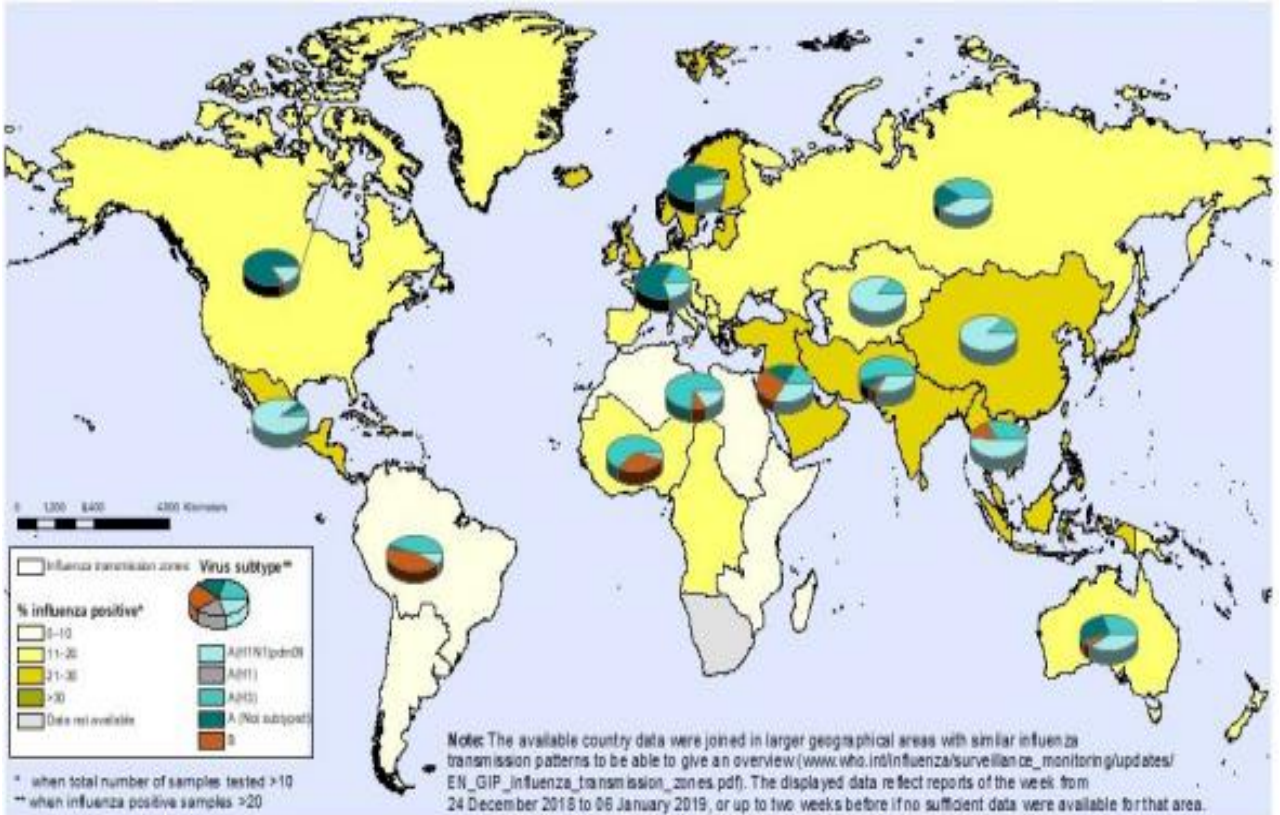 0 1,200 2,400 4,800 Kilometers
Influenza transmission zones
Virus subtype**
% influenza positive*
0-10
11-20
21-30
>30
Data not available
A(H1N1)pdm09
A(H1)
A(H3)
A (Not subtyped)
B
* when total number of samples tested >10
** when influenza positive samples >20
Note: The available country data were joined in larger geographical areas with similar influenza
transmission patterns to be able to give an overview (www.who.int/influenza/surveillance_monitoring/updates/
EN_GIP_Influenza_transmission_zones.pdf). The displayed data reflect reports of the week from
24 December 2018 to 06 January 2019, or up to two weeks before if no sufficient data were available for that area.